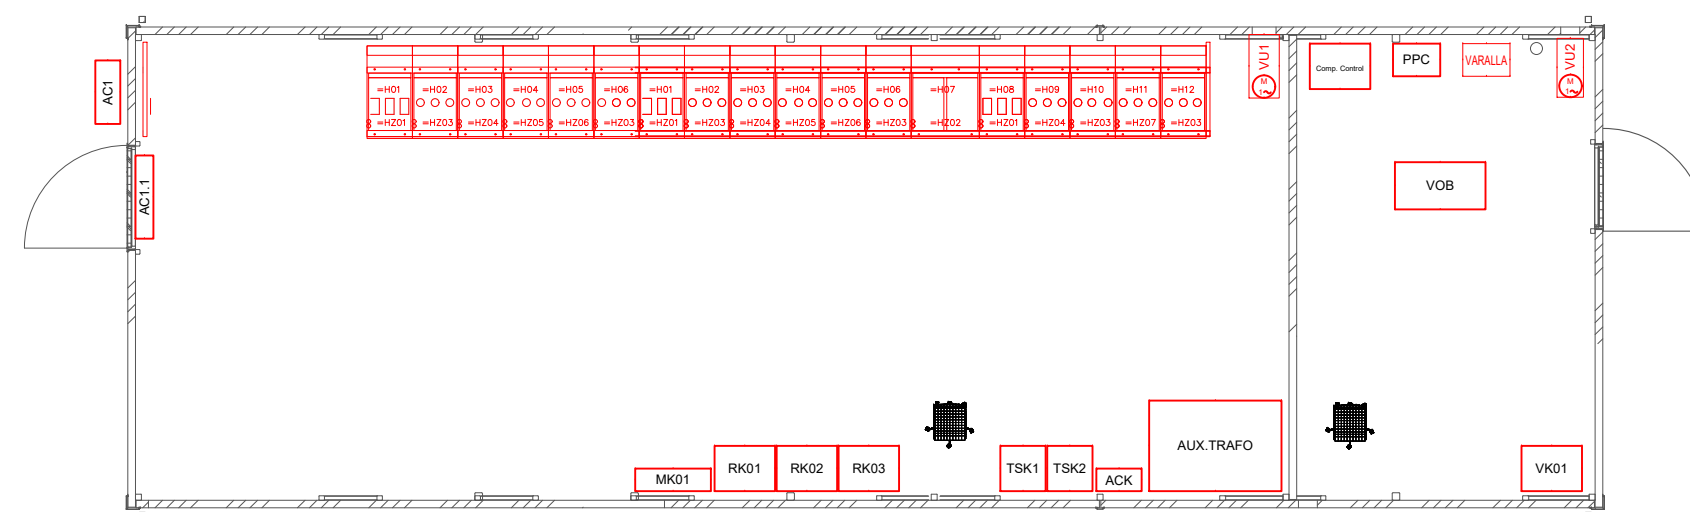 AC1
AC1.1
=H01 =H02 =H03 =H04 =H05 =H06 =H01 =H02 =H03 =H04 =H05 =H06 =H07 =H08 =H09 =H10 =H11 =H12
=HZ01 =HZ03 =HZ04 =HZ05 =HZ06 =HZ03 =HZ01 =HZ03 =HZ04 =HZ05 =HZ06 =HZ03 =HZ02 =HZ01 =HZ04 =HZ03 =HZ07 =HZ03
VU1
M
1
Comp. Control
PPC
VARALLA
VU2
M
1
VOB
MK01
RK01
RK02
RK03
TSK1
TSK2
ACK
AUX.TRAFO
VK01